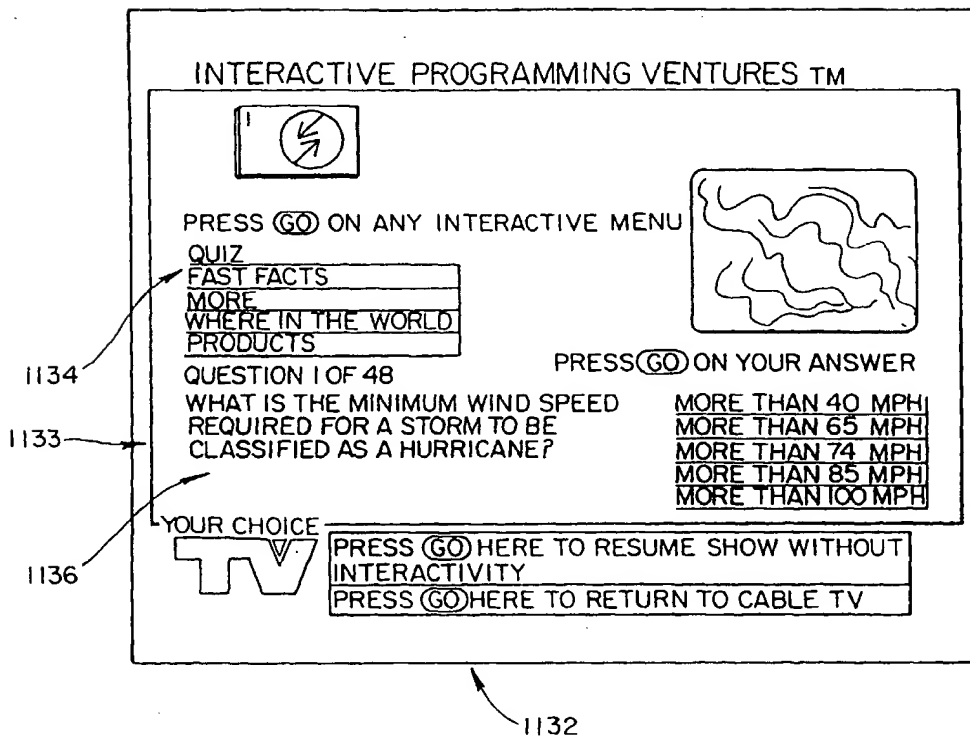 INTERACTIVE PROGRAMMING VENTURES TM
PRESS GO ON ANY INTERACTIVE MENU
QUIZ
FAST FACTS
MORE
WHERE IN THE WORLD
PRODUCTS
1134
QUESTION 1 OF 48
WHAT IS THE MINIMUM WIND SPEED
REQUIRED FOR A STORM TO BE
CLASSIFIED AS A HURRICANE?
PRESS GO ON YOUR ANSWER
MORE THAN 40 MPH
MORE THAN 65 MPH
MORE THAN 74 MPH
MORE THAN 85 MPH
MORE THAN 100 MPH
1133
1136
YOUR CHOICE
TV
PRESS GO HERE TO RESUME SHOW WITHOUT
INTERACTIVITY
PRESS GO HERE TO RETURN TO CABLE TV
1132